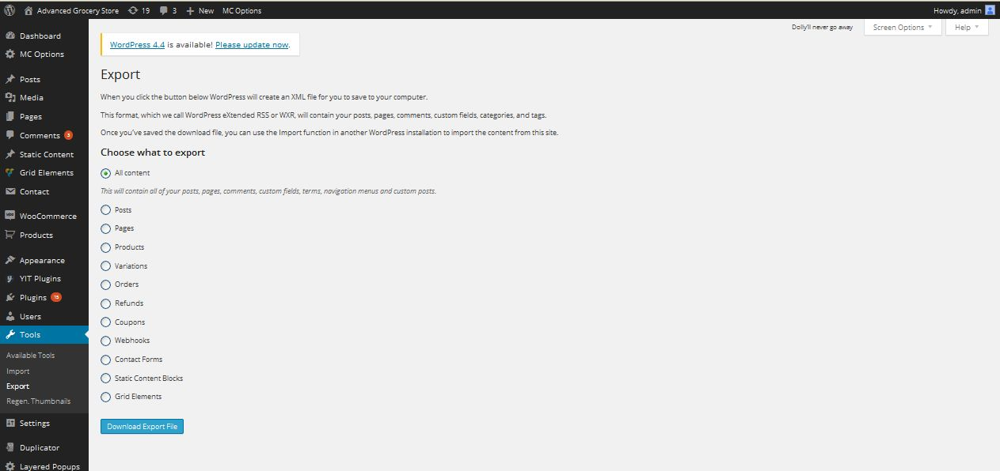 Advanced Grocery Store 19 3 New MC Options Howdy, admin
Dashboard
MC Options
Posts
Media
Pages
Comments 3
Static Content
Grid Elements
Contact
WooCommerce
Products
Appearance
YIT Plugins
Plugins 15
Users
Tools
Available Tools
Import
Export
Regen. Thumbnails
Settings
Duplicator
Layered Popups
Dolly'll never go away Screen Options Help
WordPress 4.4 is available! Please update now.
Export
When you click the button below WordPress will create an XML file for you to save to your computer.
This format, which we call WordPress eXtended RSS or WXR, will contain your posts, pages, comments, custom fields, categories, and tags.
Once you've saved the download file, you can use the Import function in another WordPress installation to import the content from this site.
Choose what to export
All content
This will contain all of your posts, pages, comments, custom fields, terms, navigation menus and custom posts.
Posts
Pages
Products
Variations
Orders
Refunds
Coupons
Webhooks
Contact Forms
Static Content Blocks
Grid Elements
Download Export File